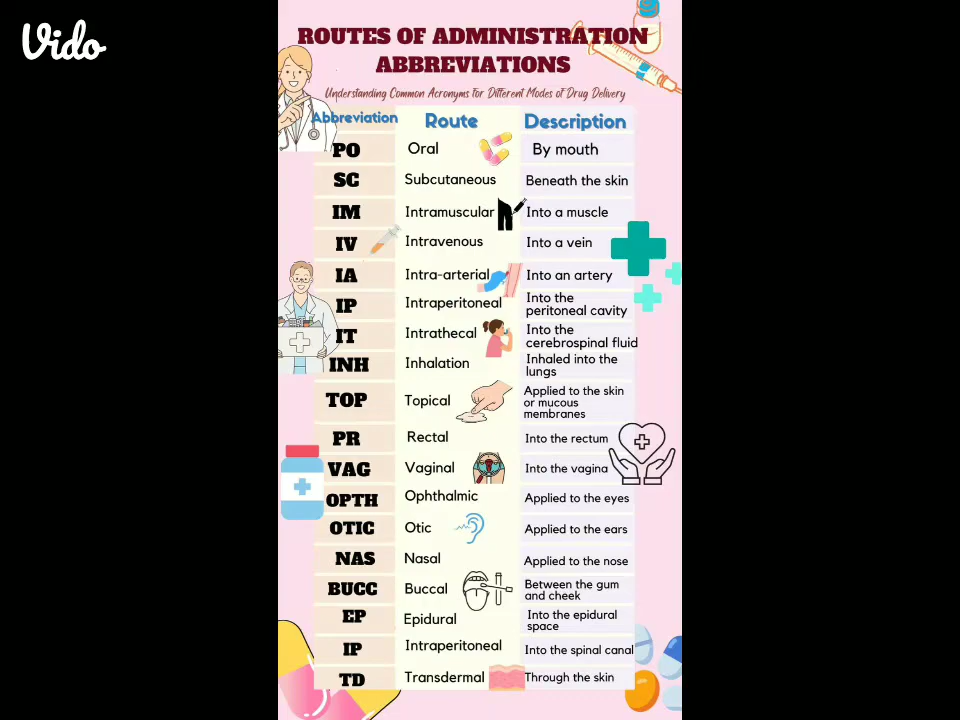 Vido
ROUTES OF ADMINISTRATION
ABBREVIATIONS
Understanding Common Acronyms for Different Modes of Drug Delivery
Abbreviation Route Description
PO Oral By mouth
SC Subcutaneous Beneath the skin
IM Intramuscular Into a muscle
IV Intravenous Into a vein
IA Intra-arterial Into an artery
IP Intraperitoneal Into the
peritoneal cavity
IT Intrathecal Into the
cerebrospinal fluid
INH Inhalation Inhaled into the
lungs
TOP Topical Applied to the skin
or mucous
membranes
PR Rectal Into the rectum
VAG Vaginal Into the vagina
OPTH Ophthalmic Applied to the eyes
OTIC Otic Applied to the ears
NAS Nasal Applied to the nose
BUCC Buccal Between the gum
and cheek
EP Epidural Into the epidural
space
IP Intraperitoneal Into the spinal canal
TD Transdermal Through the skin